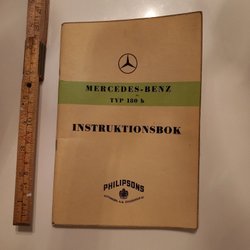 MERCEDES-BENZ
TYP 180 b
INSTRUKTIONSBOK
PHILIPSONS